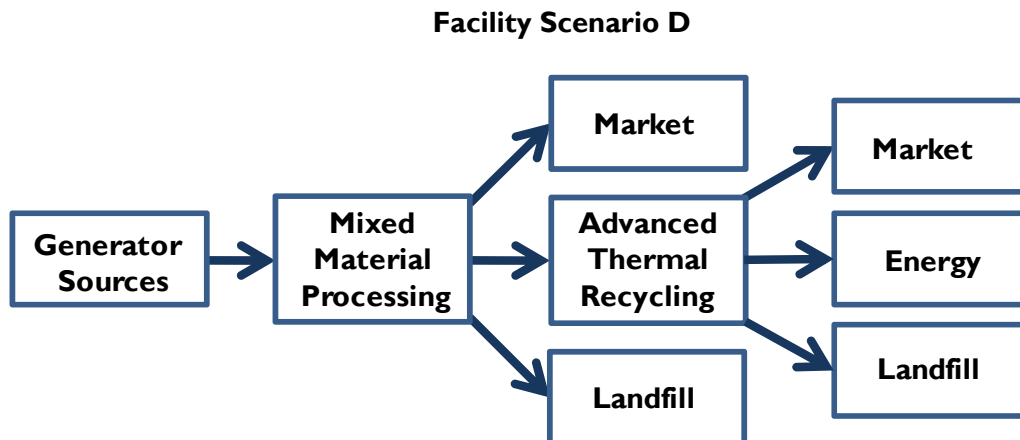 Facility Scenario D
Generator
Sources
Mixed
Material
Processing
Market
Advanced
Thermal
Recycling
Landfill
Market
Energy
Landfill